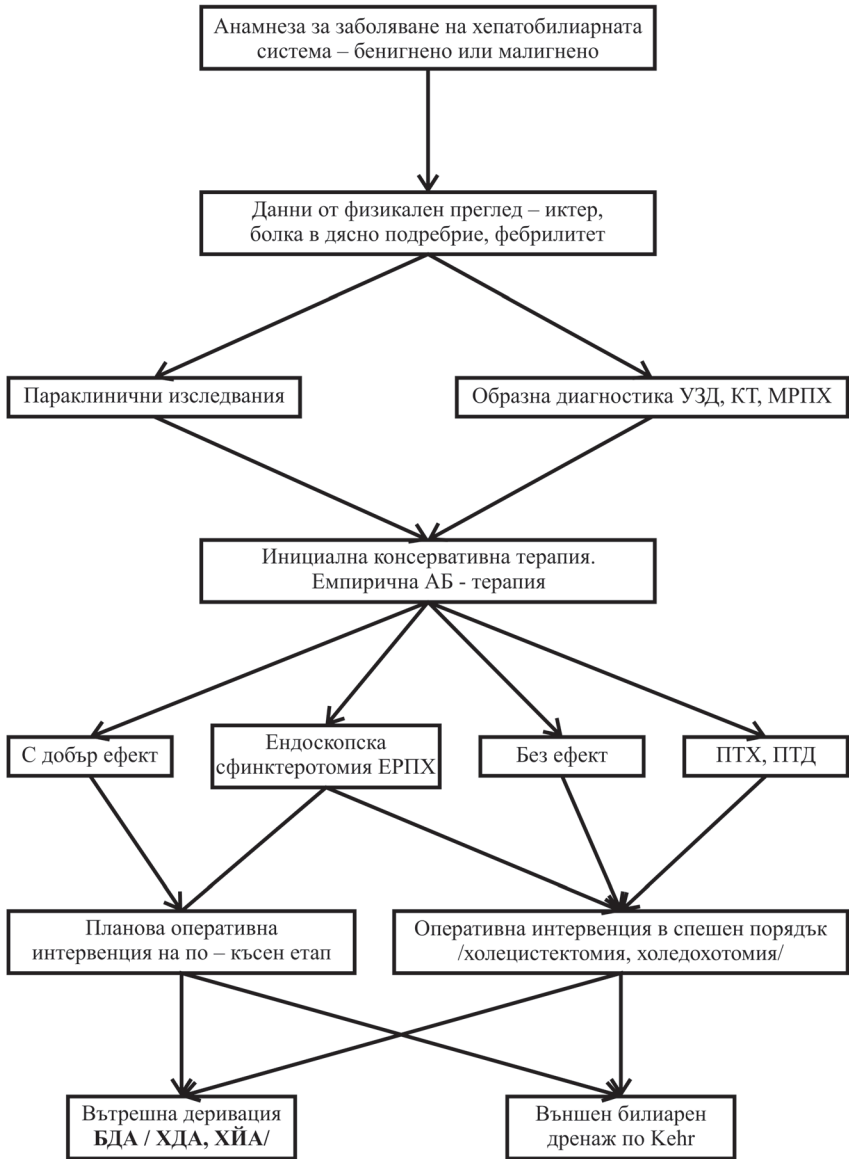 Анамнеза за заболяване на хепатобилиарната
система – бенигнено или малигнено
Данни от физикален преглед – иктер,
болка в дясно подребрие, фебрилитет
Параклинични изследвания
Образна диагностика УЗД, КТ, МРПХ
Инициална консервативна терапия.
Емпирична АБ - терапия
С добър ефект
Ендоскопска
сфинктеротомия ЕРПХ
Без ефект
ПТХ, ПТД
Планова оперативна
интервенция на по – късен етап
Оперативна интервенция в спешен порядък
/холецистектомия, холедохотомия/
Вътрешна деривация
БДА / ХДА, ХЙА/
Външен билиарен
дренаж по Kehr